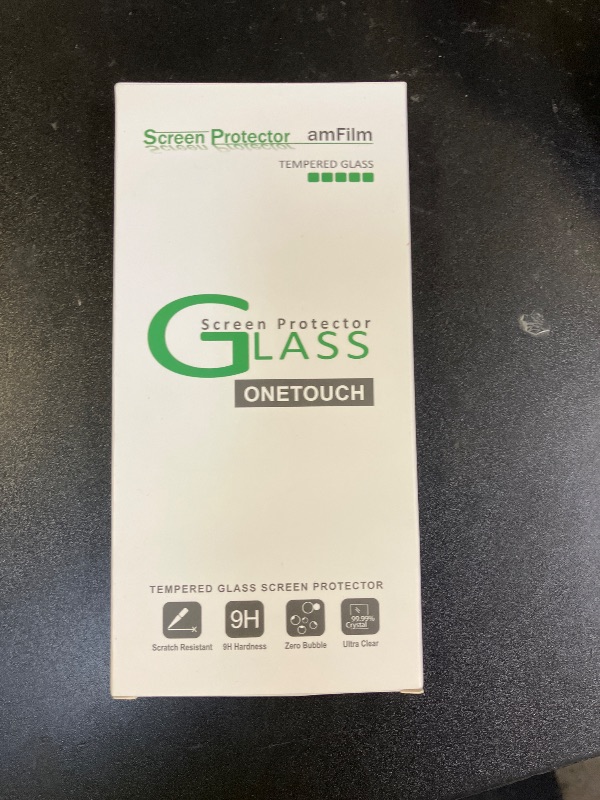 Screen Protector amFilm
TEMPERED GLASS
Screen Protector
GLASS
ONETOUCH
TEMPERED GLASS SCREEN PROTECTOR
9H
99.99%
Crystal
Scratch Resistant 9H Hardness Zero Bubble Ultra Clear